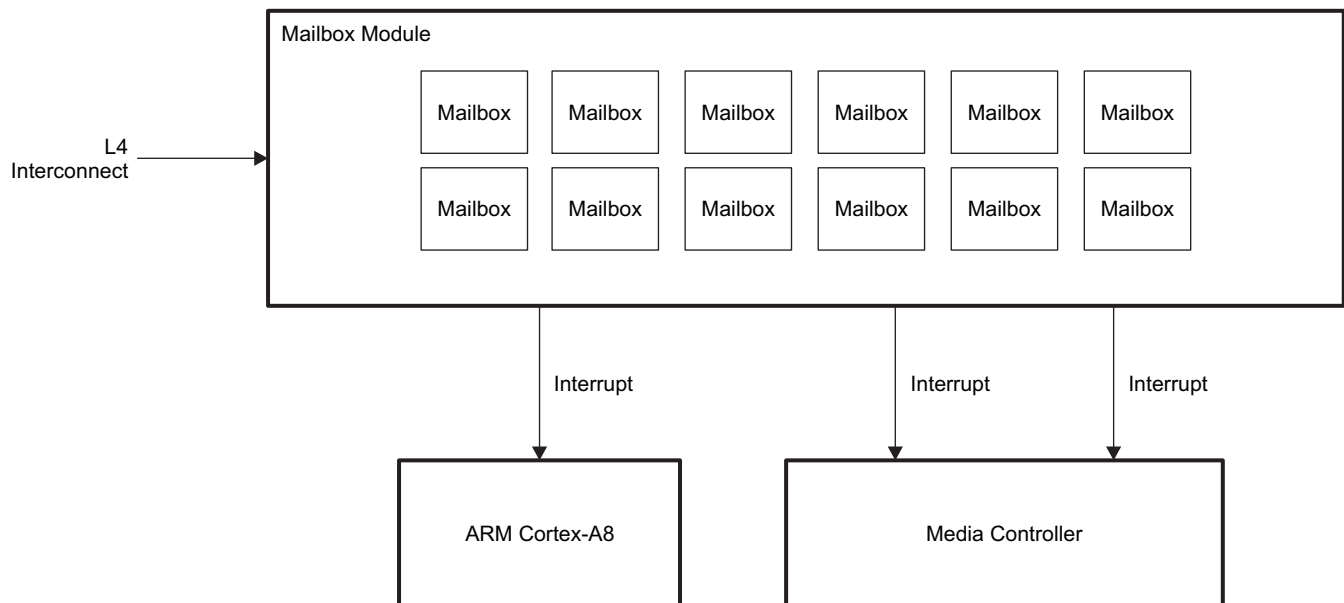 Mailbox Module
Mailbox Mailbox Mailbox Mailbox Mailbox Mailbox
L4
Interconnect
Mailbox Mailbox Mailbox Mailbox Mailbox Mailbox
Interrupt Interrupt Interrupt
ARM Cortex-A8 Media Controller